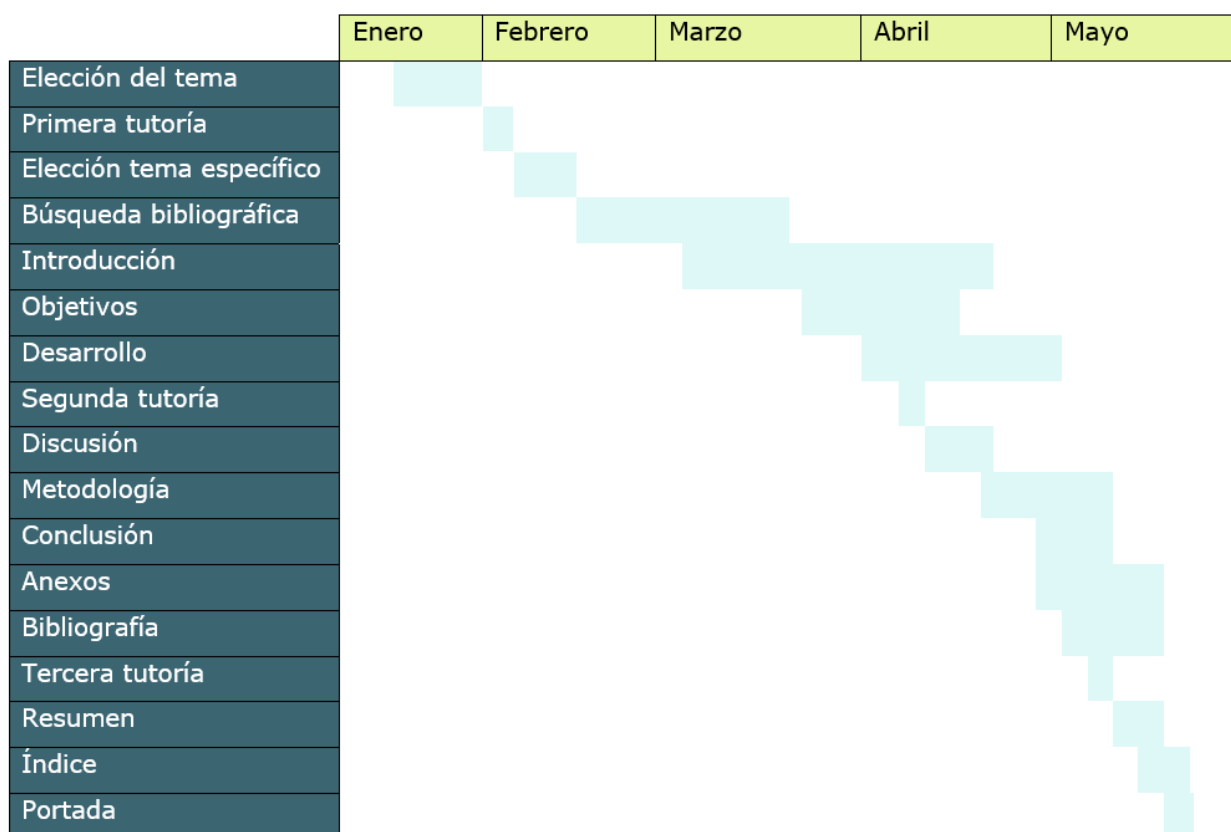 Enero Febrero Marzo Abril Mayo
Elección del tema
Primera tutoría
Elección tema específico
Búsqueda bibliográfica
Introducción
Objetivos
Desarrollo
Segunda tutoría
Discusión
Metodología
Conclusión
Anexos
Bibliografía
Tercera tutoría
Resumen
Índice
Portada